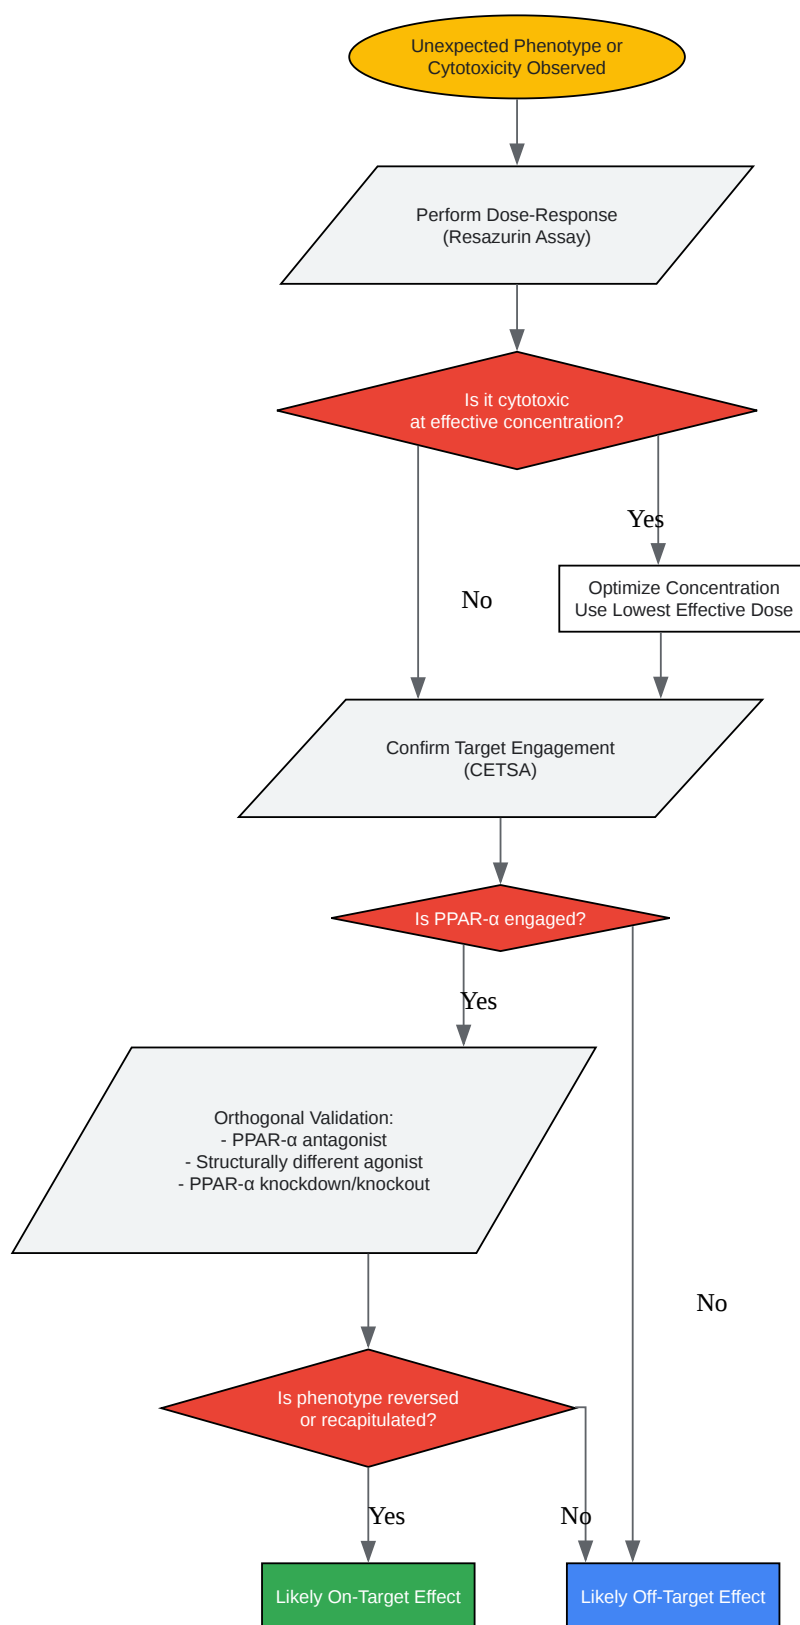 Unexpected Phenotype or
Cytotoxicity Observed
Perform Dose-Response
(Resazurin Assay)
Is it cytotoxic
at effective concentration?
Yes
No
Optimize Concentration
Use Lowest Effective Dose
Confirm Target Engagement
(CETSA)
Is PPAR-α engaged?
Yes
Orthogonal Validation:
- PPAR-α antagonist
- Structurally different agonist
- PPAR-α knockdown/knockout
No
Is phenotype reversed
or recapitulated?
Yes
No
Likely On-Target Effect
Likely Off-Target Effect